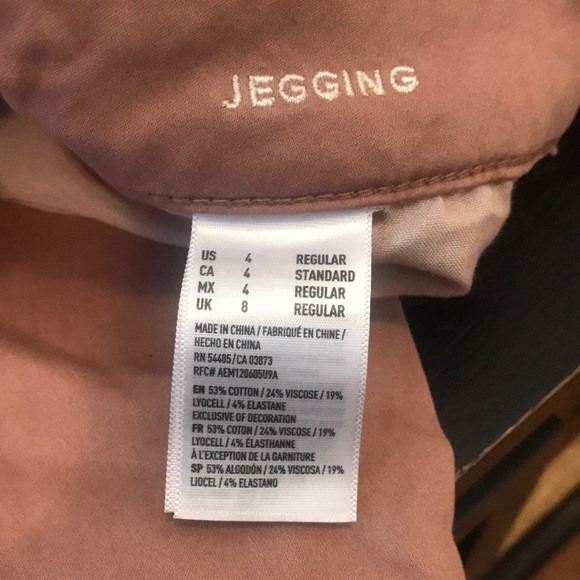 JEGGING
US 4 REGULAR
CA 4 STANDARD
MX 4 REGULAR
UK 8 REGULAR
MADE IN CHINA / FABRIQUÉ EN CHINE /
HECHO EN CHINA
RN 54485/CA 03873
RFC# AEM120605U9A
EN 53% COTTON / 24% VISCOSE / 19%
LYOCELL / 4% ELASTANE
EXCLUSIVE OF DECORATION
FR 53% COTON / 24% VISCOSE / 19%
LYOCELL / 4% ÉLASTHANNE
À L'EXCEPTION DE LA GARNITURE
SP 53% ALGODÓN / 24% VISCOSA / 19%
LIOCEL / 4% ELASTANO